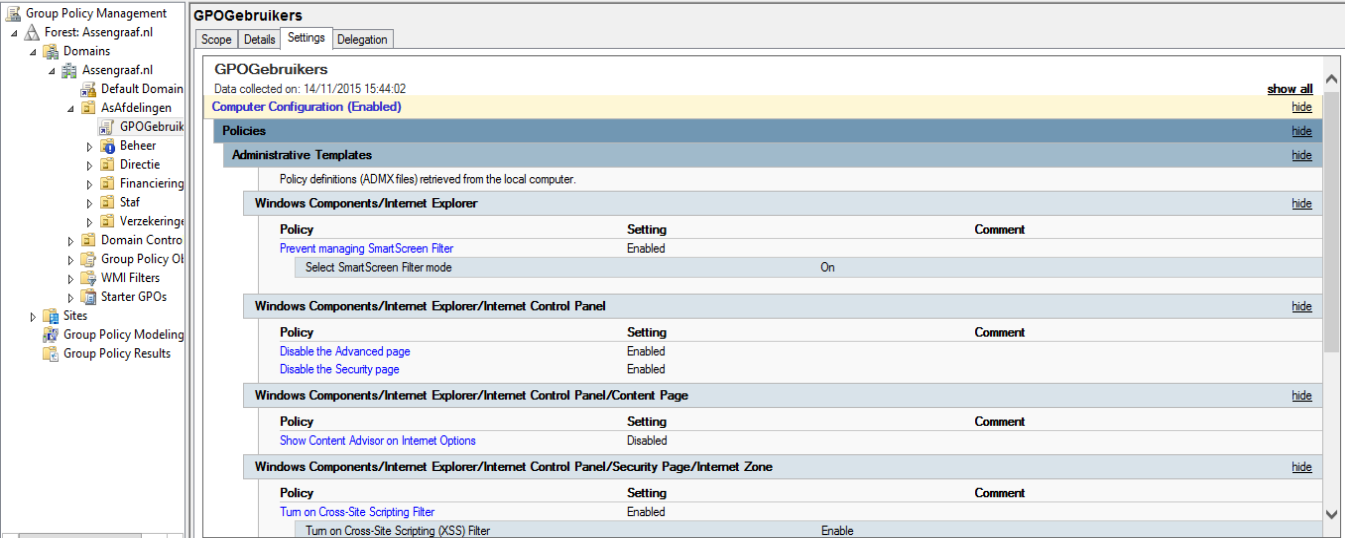 Group Policy Management
Forest: Assengraaf.nl
Domains
Assengraaf.nl
Default Domain
AsAfdelingen
GPOGebruik
Beheer
Directie
Financiering
Staf
Verzekeringe
Domain Contro
Group Policy Ob
WMI Filters
Starter GPOs
Sites
Group Policy Modeling
Group Policy Results
GPOGebruikers
Scope Details Settings Delegation
GPOGebruikers
Data collected on: 14/11/2015 15:44:02 show all
Computer Configuration (Enabled) hide
Policies hide
Administrative Templates hide
Policy definitions (ADMX files) retrieved from the local computer.
Windows Components/Internet Explorer hide
Policy Setting Comment
Prevent managing SmartScreen Filter Enabled
Select SmartScreen Filter mode On
Windows Components/Internet Explorer/Internet Control Panel hide
Policy Setting Comment
Disable the Advanced page Enabled
Disable the Security page Enabled
Windows Components/Internet Explorer/Internet Control Panel/Content Page hide
Policy Setting Comment
Show Content Advisor on Internet Options Disabled
Windows Components/Internet Explorer/Internet Control Panel/Security Page/Internet Zone hide
Policy Setting Comment
Turn on Cross-Site Scripting Filter Enabled
Turn on Cross-Site Scripting (XSS) Filter Enable